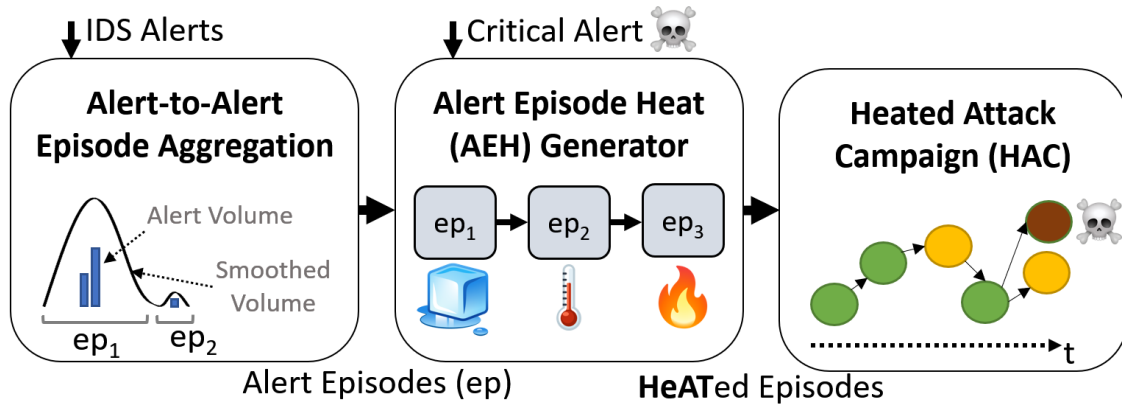 IDS Alerts
Critical Alert
Alert-to-Alert
Episode Aggregation
Alert Volume
Smoothed
Volume
ep1
ep2
Alert Episode Heat
(AEH) Generator
ep1
ep2
ep3
Heated Attack
Campaign (HAC)
t
Alert Episodes (ep)
HeATed Episodes